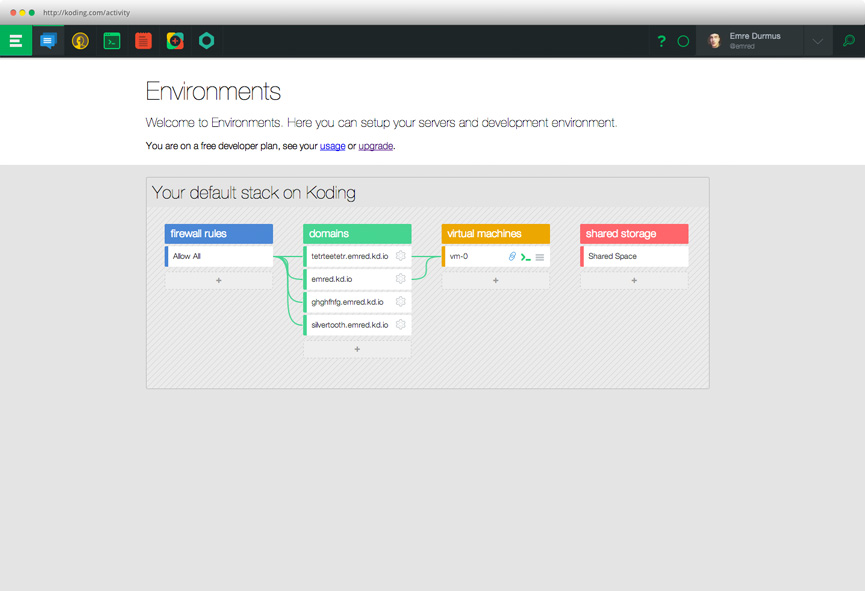 http://koding.com/activity
?
Emre Durmus
@emred
Environments
Welcome to Environments. Here you can setup your servers and development environment.
You are on a free developer plan, see your usage or upgrade.
Your default stack on Koding
firewall rules
Allow All
+
domains
tetrteetetr.emred.kd.io
emred.kd.io
ghghfhfg.emred.kd.io
silvertooth.emred.kd.io
+
virtual machines
vm-0
+
shared storage
Shared Space
+